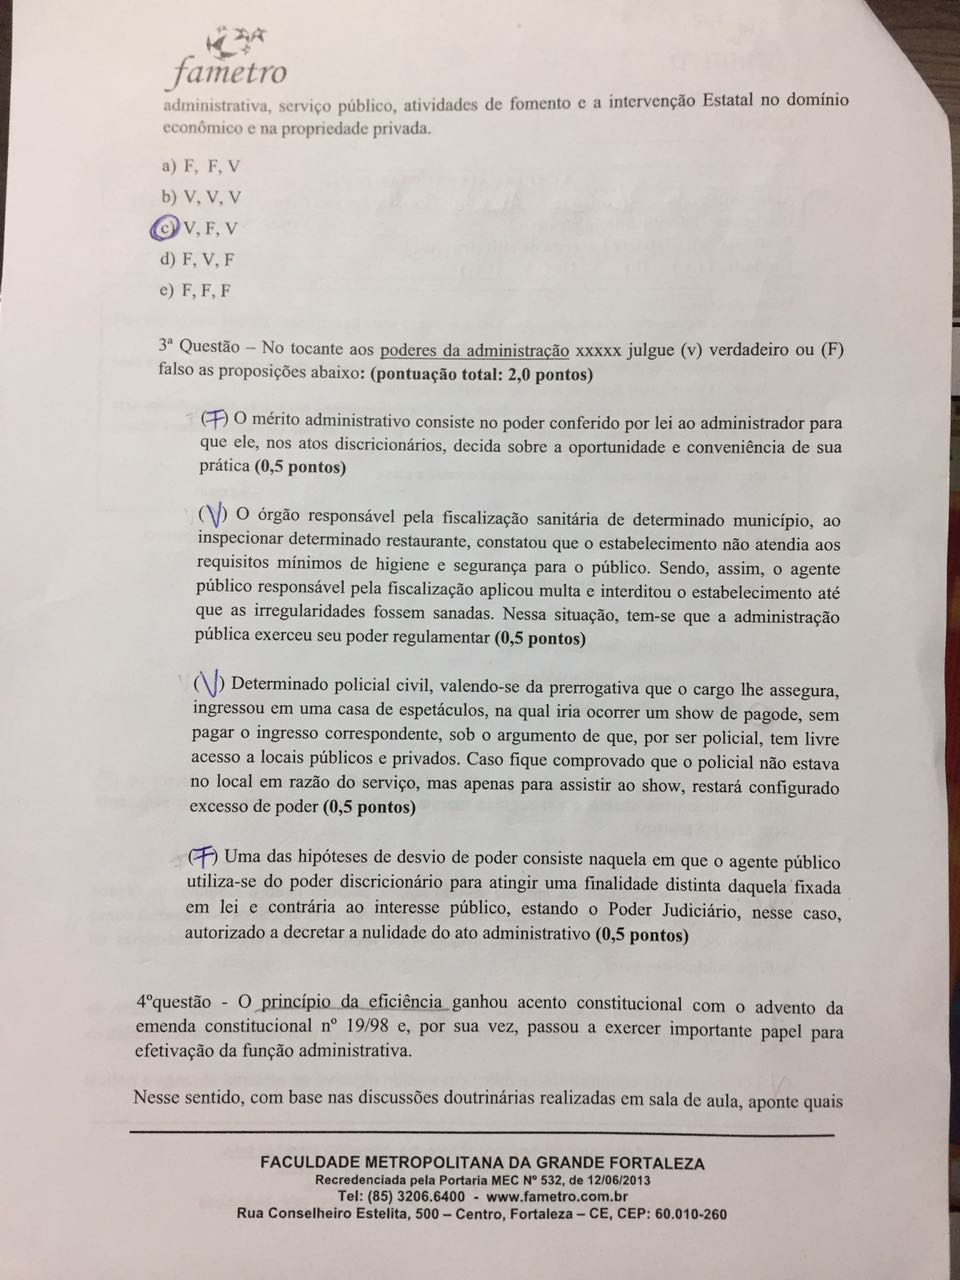 fametro
administrativa, serviço público, atividades de fomento e a intervenção Estatal no domínio
econômico e na propriedade privada.
a) F, F, V
b) V, V, V
c) V, F, V
d) F, V, F
e) F, F, F
3ª Questão – No tocante aos poderes da administração xxxxx julgue (v) verdadeiro ou (F)
falso as proposições abaixo: (pontuação total: 2,0 pontos)
(F) O mérito administrativo consiste no poder conferido por lei ao administrador para
que ele, nos atos discricionários, decida sobre a oportunidade e conveniência de sua
prática (0,5 pontos)
(V) O órgão responsável pela fiscalização sanitária de determinado município, ao
inspecionar determinado restaurante, constatou que o estabelecimento não atendia aos
requisitos mínimos de higiene e segurança para o público. Sendo, assim, o agente
público responsável pela fiscalização aplicou multa e interditou o estabelecimento até
que as irregularidades fossem sanadas. Nessa situação, tem-se que a administração
pública exerceu seu poder regulamentar (0,5 pontos)
(V) Determinado policial civil, valendo-se da prerrogativa que o cargo lhe assegura,
ingressou em uma casa de espetáculos, na qual iria ocorrer um show de pagode, sem
pagar o ingresso correspondente, sob o argumento de que, por ser policial, tem livre
acesso a locais públicos e privados. Caso fique comprovado que o policial não estava
no local em razão do serviço, mas apenas para assistir ao show, restará configurado
excesso de poder (0,5 pontos)
(F) Uma das hipóteses de desvio de poder consiste naquela em que o agente público
utiliza-se do poder discricionário para atingir uma finalidade distinta daquela fixada
em lei e contrária ao interesse público, estando o Poder Judiciário, nesse caso,
autorizado a decretar a nulidade do ato administrativo (0,5 pontos)
4ºquestão - O princípio da eficiência ganhou acento constitucional com o advento da
emenda constitucional nº 19/98 e, por sua vez, passou a exercer importante papel para
efetivação da função administrativa.
Nesse sentido, com base nas discussões doutrinárias realizadas em sala de aula, aponte quais
FACULDADE METROPOLITANA DA GRANDE FORTALEZA
Recredenciada pela Portaria MEC Nº 532, de 12/06/2013
Tel: (85) 3206.6400 - www.fametro.com.br
Rua Conselheiro Estelita, 500 – Centro, Fortaleza – CE, CEP: 60.010-260